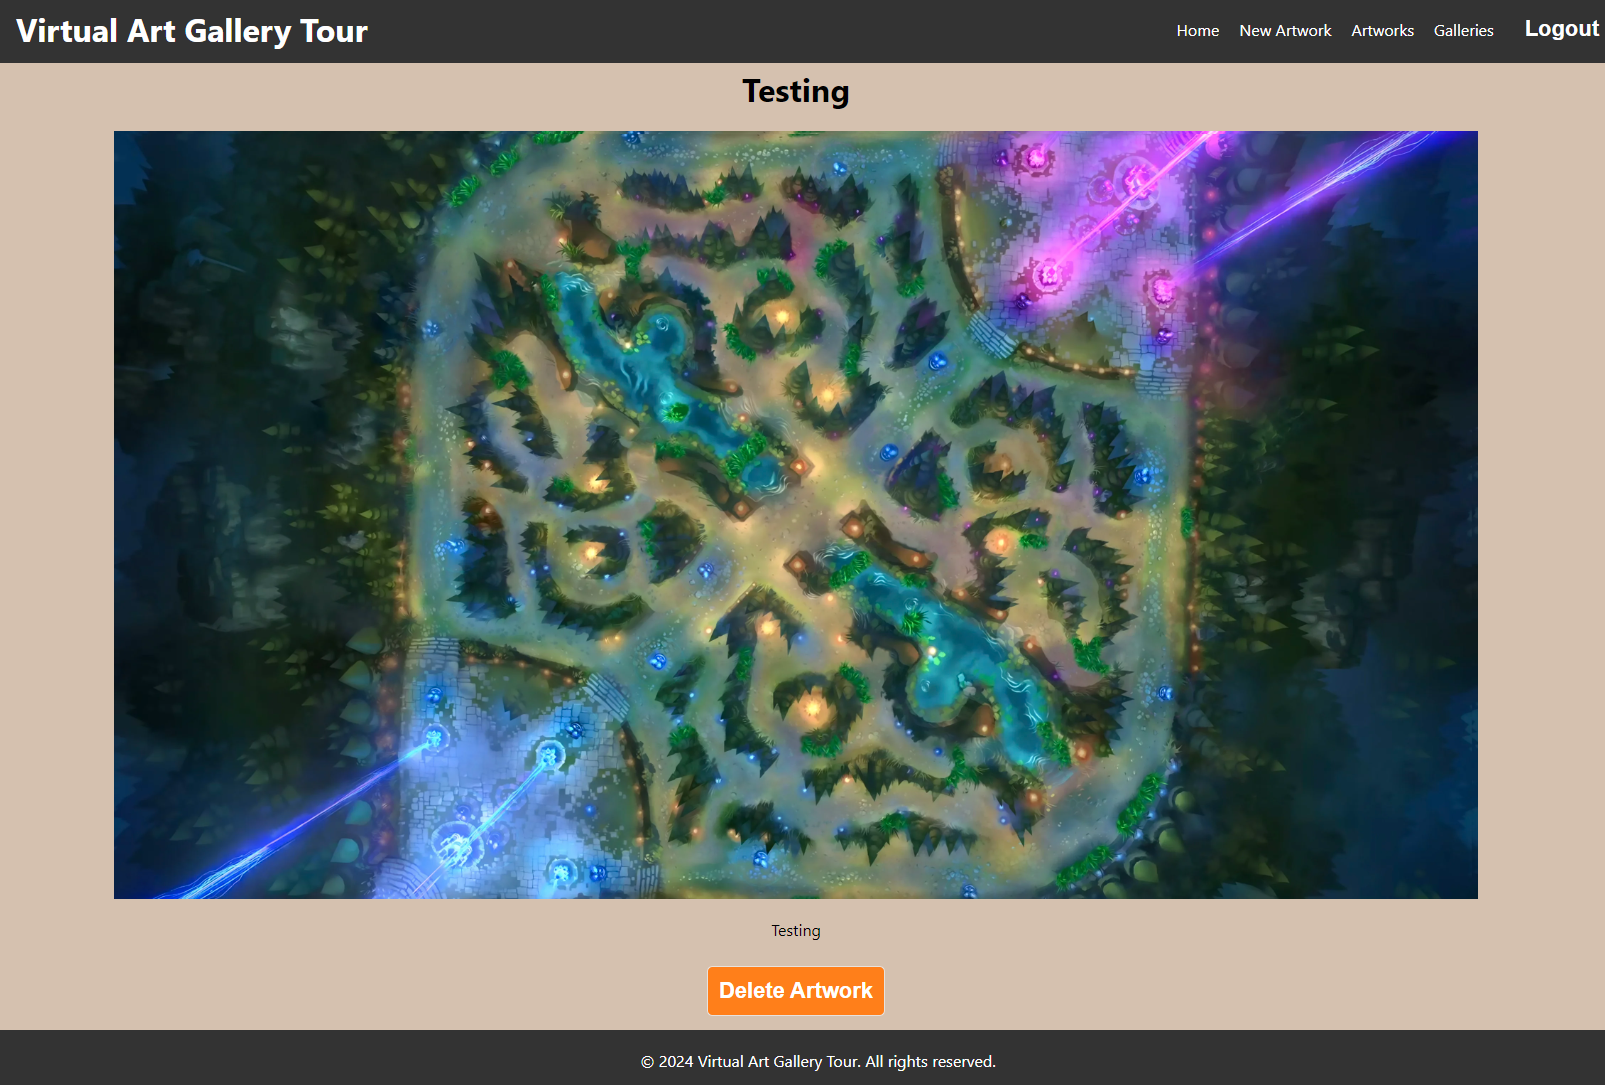 Virtual Art Gallery Tour
Home New Artwork Artworks Galleries Logout
Testing
Testing
Delete Artwork
© 2024 Virtual Art Gallery Tour. All rights reserved.